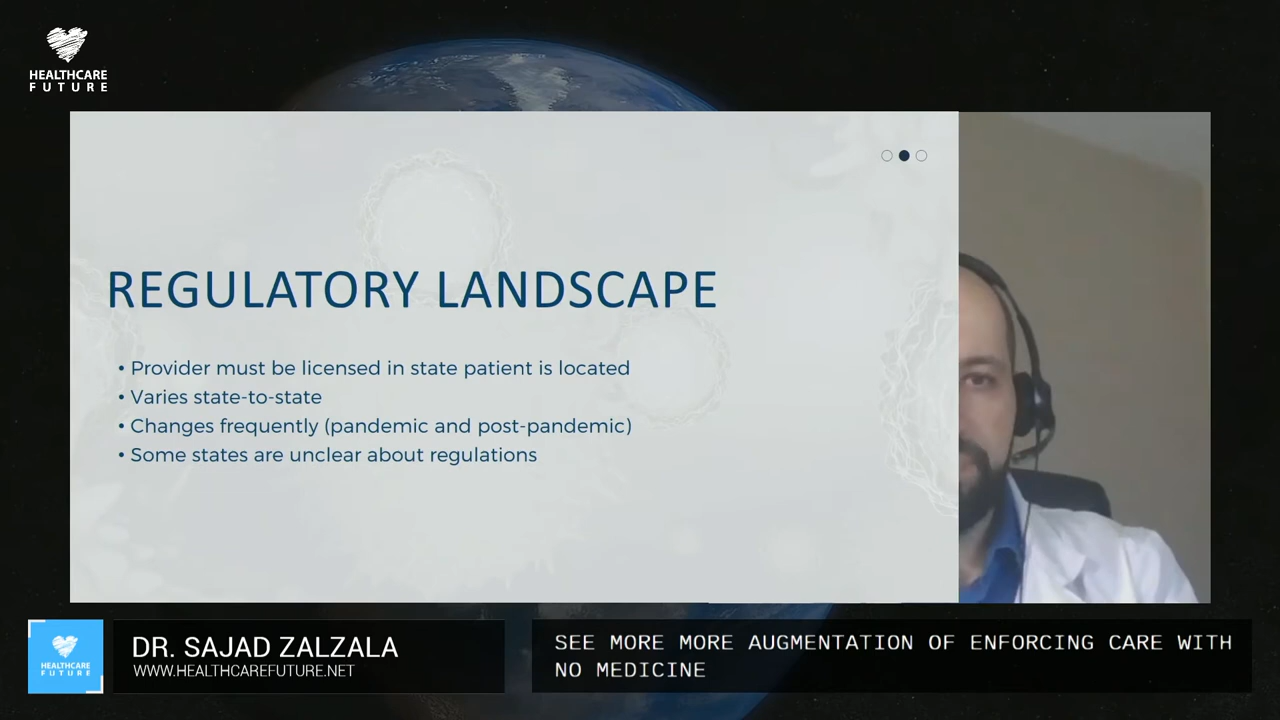 HEALTHCARE
FUTURE
REGULATORY LANDSCAPE
• Provider must be licensed in state patient is located
• Varies state-to-state
• Changes frequently (pandemic and post-pandemic)
• Some states are unclear about regulations
HEALTHCARE
FUTURE
DR. SAJAD ZALZALA
WWW.HEALTHCAREFUTURE.NET
SEE MORE MORE AUGMENTATION OF ENFORCING CARE WITH
NO MEDICINE